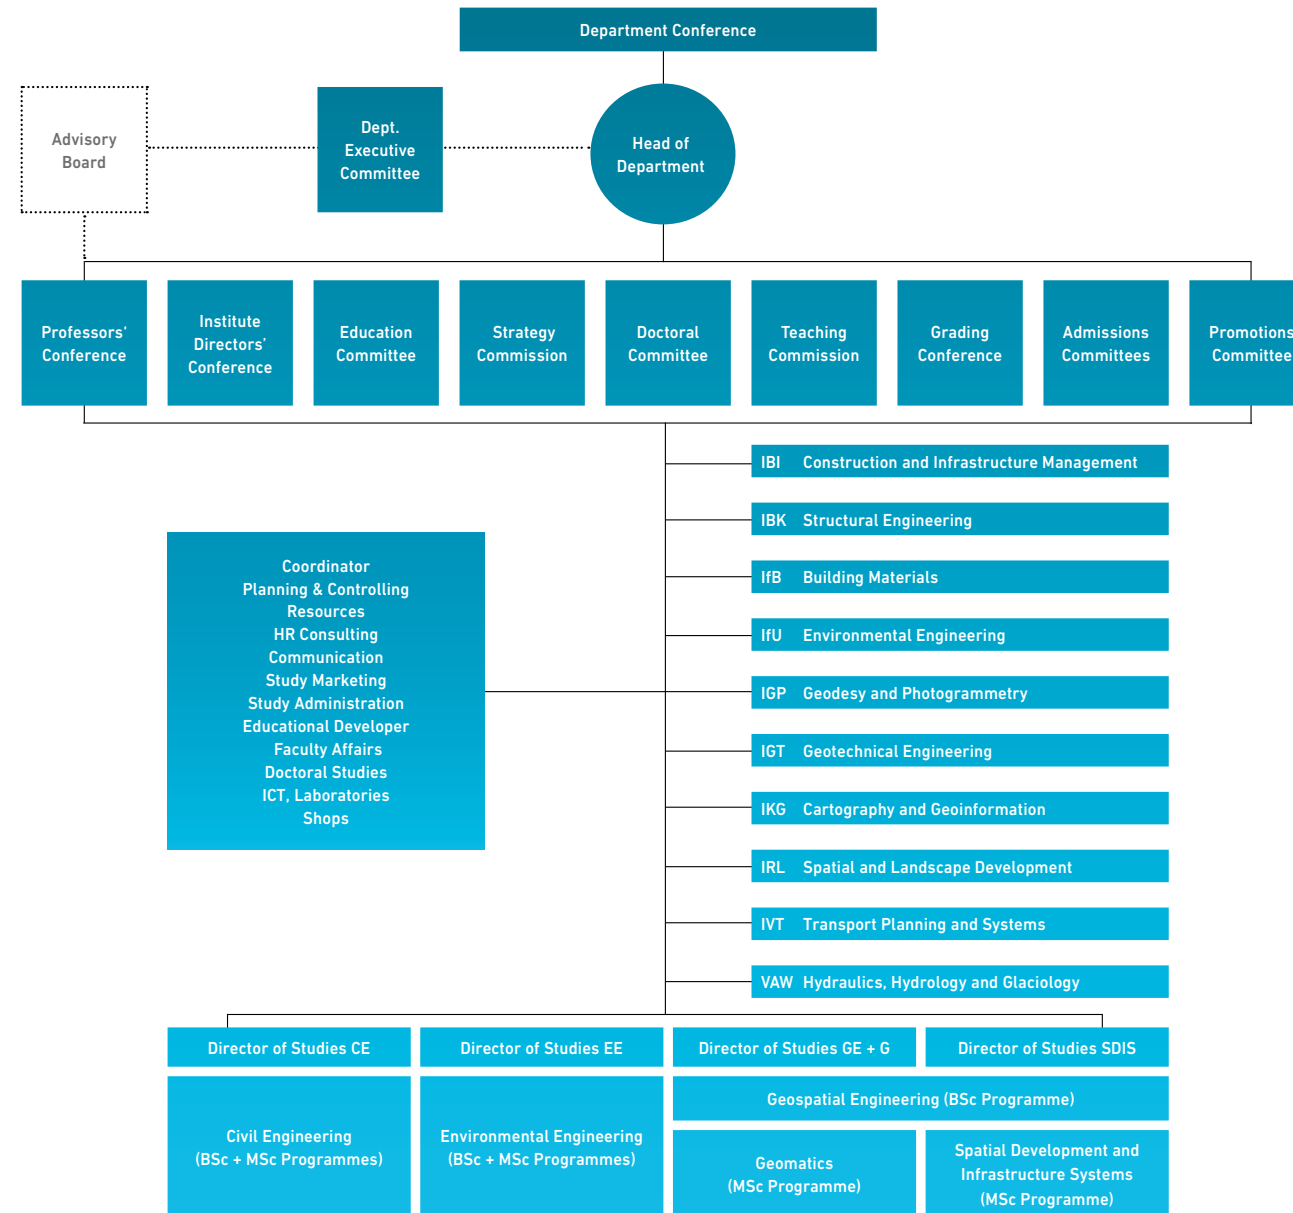 Department Conference
Advisory
Board
Dept.
Executive
Committee
Head of
Department
Professors‘
Conference
Institute
Directors’
Conference
Education
Committee
Strategy
Commission
Doctoral
Committee
Teaching
Commission
Grading
Conference
Admissions
Committees
Promotions
Committee
IBI Construction and Infrastructure Management
IBK Structural Engineering
IfB Building Materials
IfU Environmental Engineering
IGP Geodesy and Photogrammetry
IGT Geotechnical Engineering
IKG Cartography and Geoinformation
IRL Spatial and Landscape Development
IVT Transport Planning and Systems
VAW Hydraulics, Hydrology and Glaciology
Coordinator
Planning & Controlling
Resources
HR Consulting
Communication
Study Marketing
Study Administration
Educational Developer
Faculty Affairs
Doctoral Studies
ICT, Laboratories
Shops
Director of Studies CE
Director of Studies EE
Director of Studies GE + G
Director of Studies SDIS
Civil Engineering
(BSc + MSc Programmes)
Environmental Engineering
(BSc + MSc Programmes)
Geospatial Engineering (BSc Programme)
Geomatics
(MSc Programme)
Spatial Development and
Infrastructure Systems
(MSc Programme)